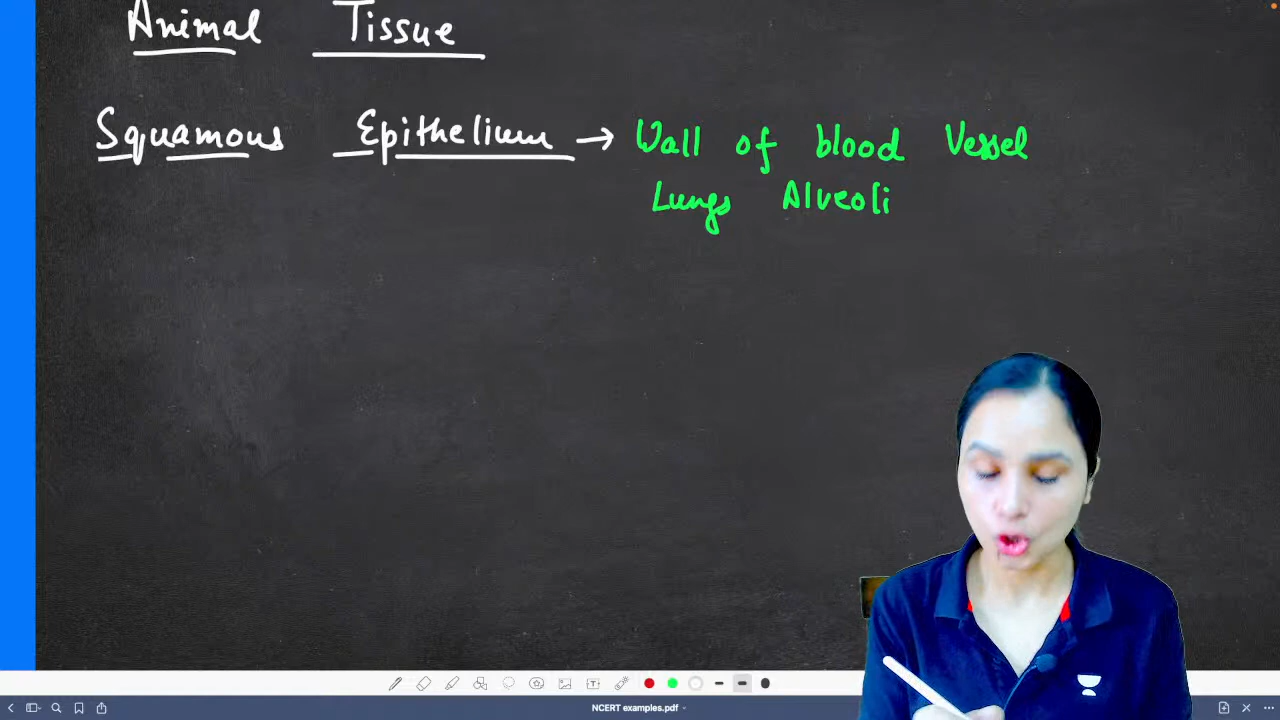 Animal Tissue
Squamous Epithelium → Wall of blood Vessel
Lungs Alveoli
NCERT examples.pdf